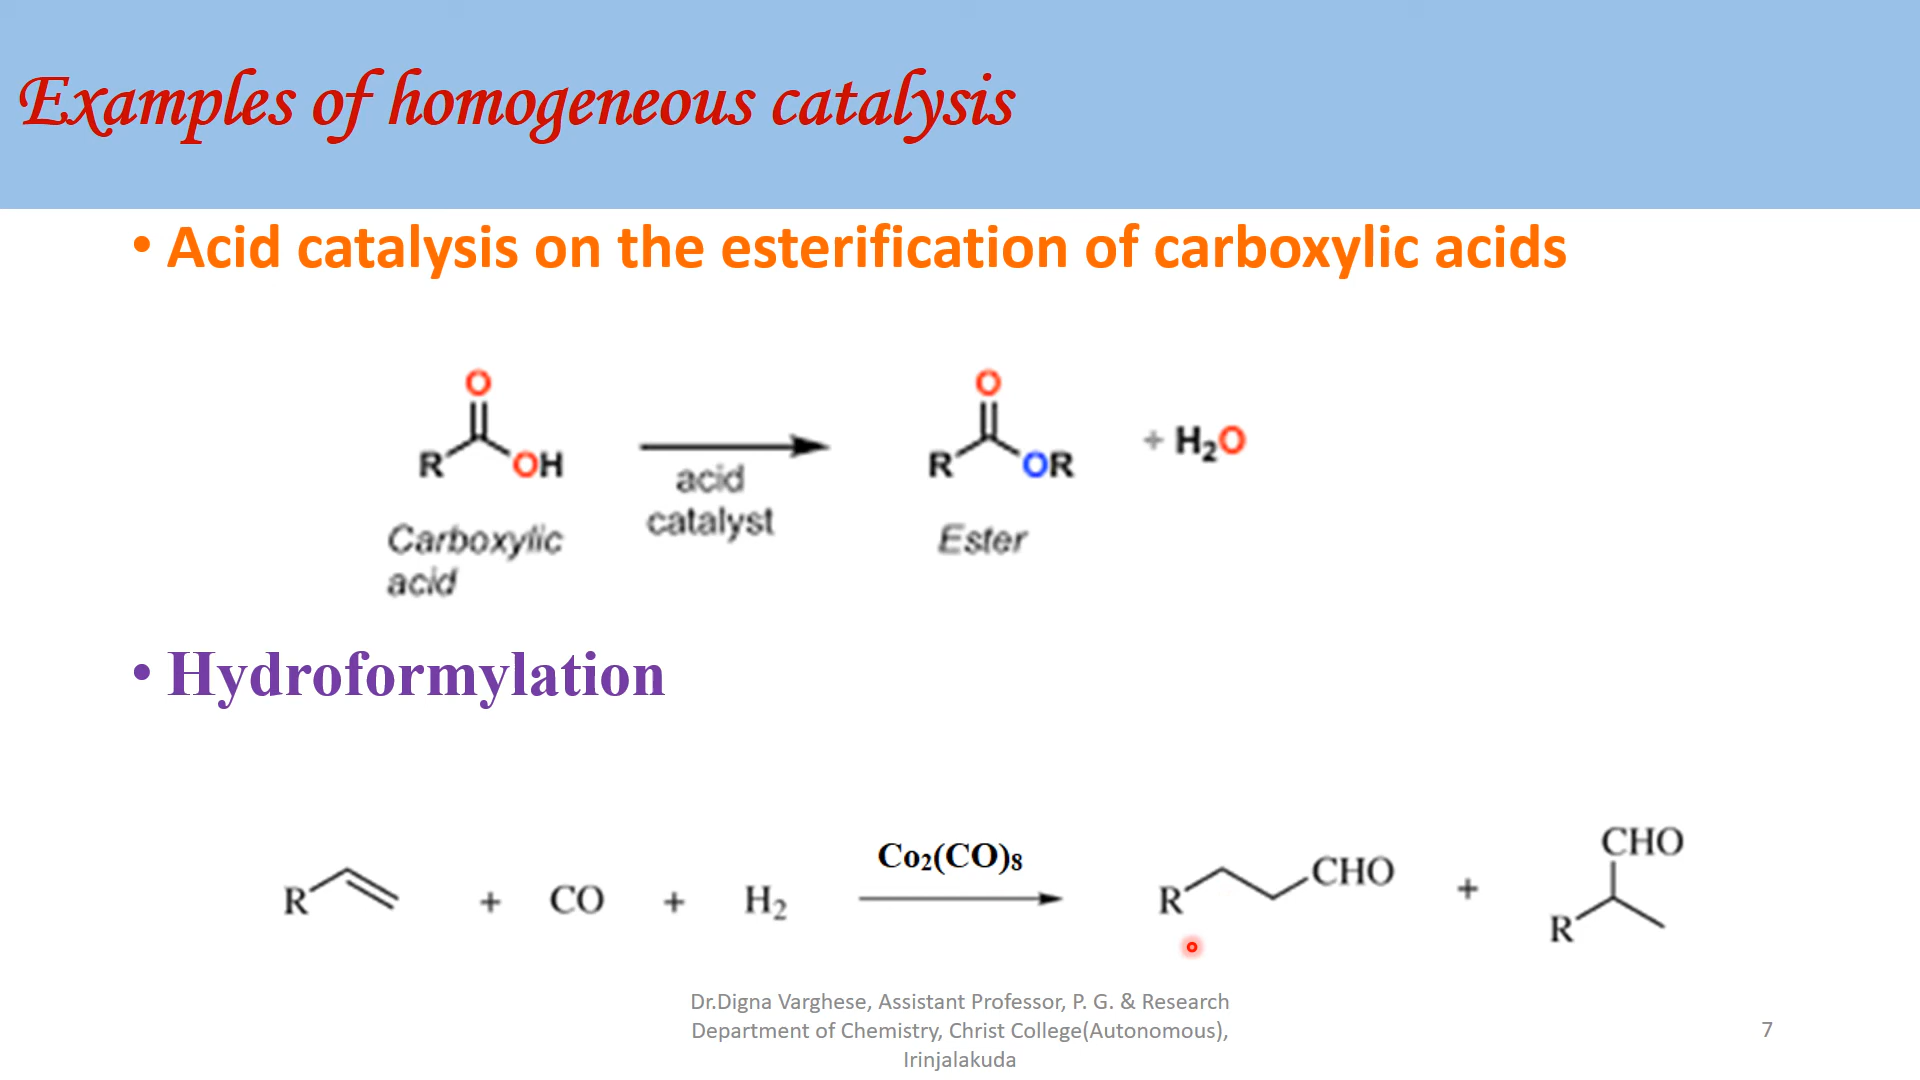 Examples of homogeneous catalysis
• Acid catalysis on the esterification of carboxylic acids
O
R OH
acid
catalyst
Carboxylic
acid
O
R OR
Ester
+ H₂O
• Hydroformylation
R + CO + H₂
Co₂(CO)₈
R CHO + CHO
R
Dr.Digna Varghese, Assistant Professor, P. G. & Research
Department of Chemistry, Christ College(Autonomous),
Irinjalakuda
7